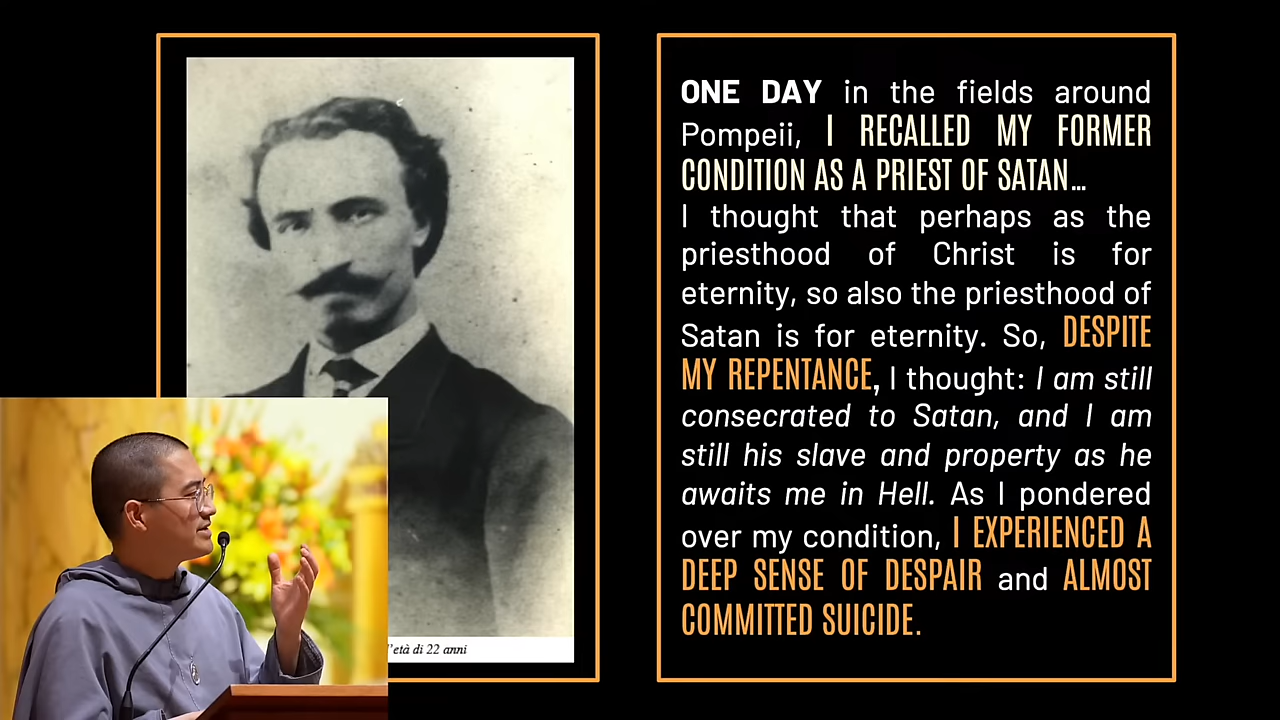 ONE DAY in the fields around
Pompeii, I RECALLED MY FORMER
CONDITION AS A PRIEST OF SATAN...
I thought that perhaps as the
priesthood of Christ is for
eternity, so also the priesthood of
Satan is for eternity. So, DESPITE
MY REPENTANCE, I thought: I am still
consecrated to Satan, and I am
still his slave and property as he
awaits me in Hell. As I pondered
over my condition, I EXPERIENCED A
DEEP SENSE OF DESPAIR and ALMOST
COMMITTED SUICIDE.
l'età di 22 anni